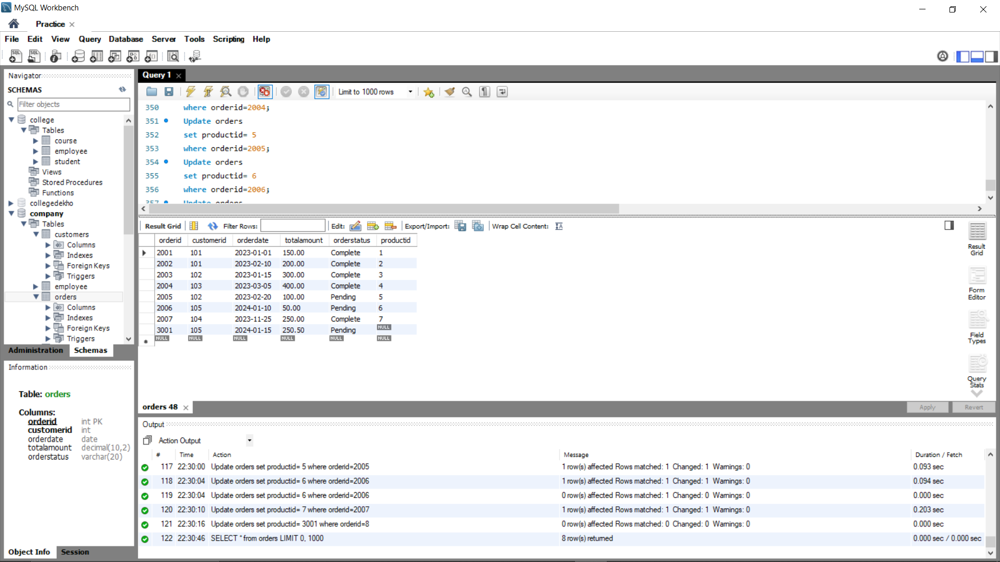 MySQL Workbench
Practice
File Edit View Query Database Server Tools Scripting Help
Navigator
SCHEMAS
Filter objects
college
Tables
course
employee
student
Views
Stored Procedures
Functions
collegedekho
company
Tables
customers
Columns
Indexes
Foreign Keys
Triggers
employee
orders
Columns
Indexes
Foreign Keys
Triggers
Administration Schemas
Information
Table: orders
Columns:
orderid int PK
customerid int
orderdate date
totalamount decimal(10,2)
orderstatus varchar(20)
Object Info Session
Query 1
Limit to 1000 rows
350 where orderid=2004;
351 Update orders
352 set productid= 5
353 where orderid=2005;
354 Update orders
355 set productid= 6
356 where orderid=2006;
357 Update orders
Result Grid Filter Rows: Edit: Export/Import: Wrap Cell Content:
orderid customerid orderdate totalamount orderstatus productid
2001 101 2023-01-01 150.00 Complete 1
2002 101 2023-02-10 200.00 Complete 2
2003 102 2023-01-15 300.00 Complete 3
2004 103 2023-03-05 400.00 Complete 4
2005 102 2023-02-20 100.00 Pending 5
2006 105 2024-01-10 50.00 Pending 6
2007 104 2023-11-25 250.00 Complete 7
3001 105 2024-01-15 250.50 Pending NULL
NULL NULL NULL NULL NULL NULL
Result Grid
Form Editor
Field Types
Query Stats
orders 48
Apply Revert
Output
Action Output
# Time Action Message Duration / Fetch
117 22:30:00 Update orders set productid= 5 where orderid=2005 1 row(s) affected Rows matched: 1 Changed: 1 Warnings: 0 0.093 sec
118 22:30:04 Update orders set productid= 6 where orderid=2006 1 row(s) affected Rows matched: 1 Changed: 1 Warnings: 0 0.094 sec
119 22:30:04 Update orders set productid= 6 where orderid=2006 0 row(s) affected Rows matched: 1 Changed: 0 Warnings: 0 0.000 sec
120 22:30:10 Update orders set productid= 7 where orderid=2007 1 row(s) affected Rows matched: 1 Changed: 1 Warnings: 0 0.203 sec
121 22:30:16 Update orders set productid= 3001 where orderid=8 0 row(s) affected Rows matched: 0 Changed: 0 Warnings: 0 0.000 sec
122 22:30:46 SELECT * from orders LIMIT 0, 1000 8 row(s) returned 0.000 sec / 0.000 sec